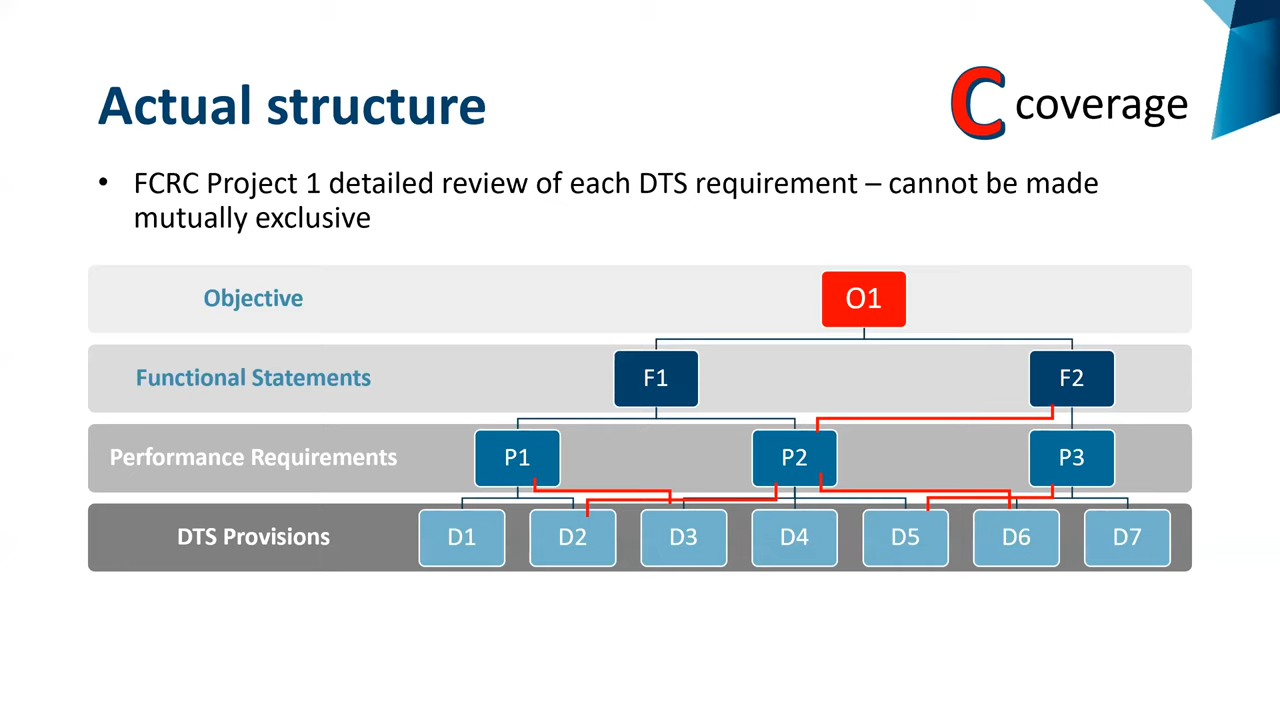 Actual structure
C coverage
• FCRC Project 1 detailed review of each DTS requirement – cannot be made
mutually exclusive
Objective
O1
Functional Statements
F1
F2
Performance Requirements
P1
P2
P3
DTS Provisions
D1
D2
D3
D4
D5
D6
D7